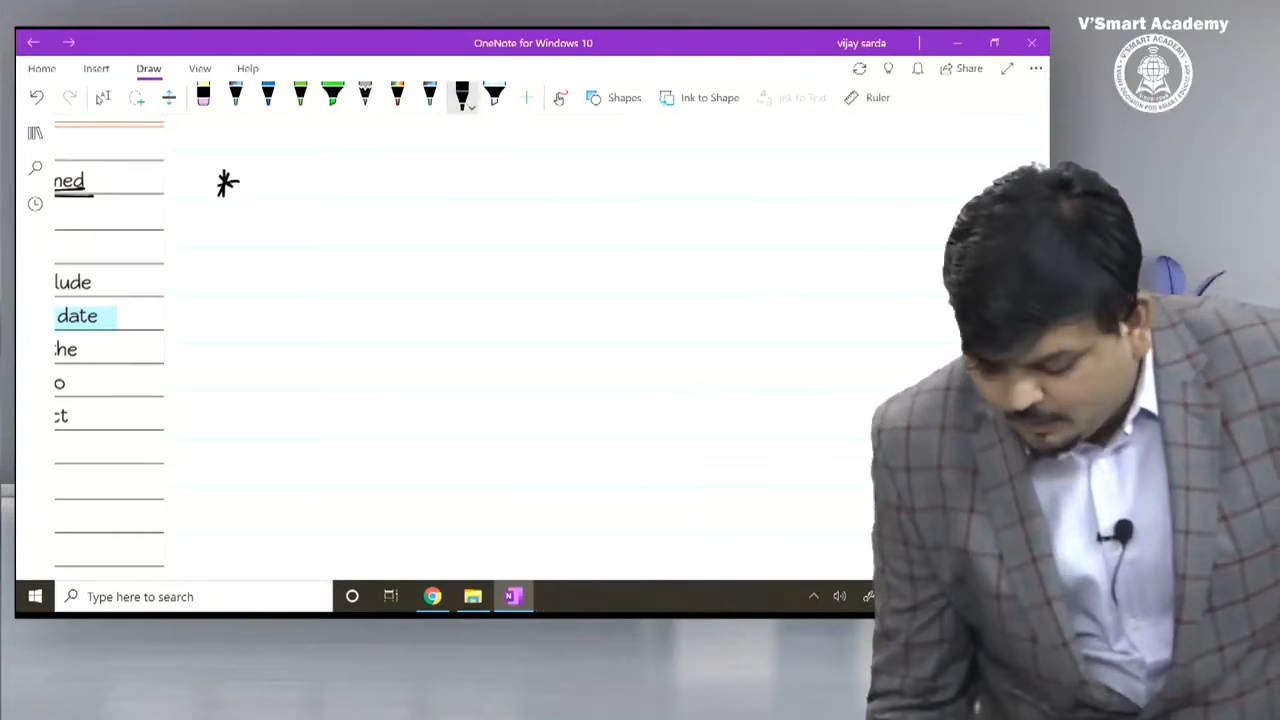 V'Smart Academy
OneNote for Windows 10
vijay sarda
Home
Insert
Draw
View
Help
Share
Shapes
Ink to Shape
Ink to Text
Ruler
ned
*
lude
date
the
o
ct
Type here to search